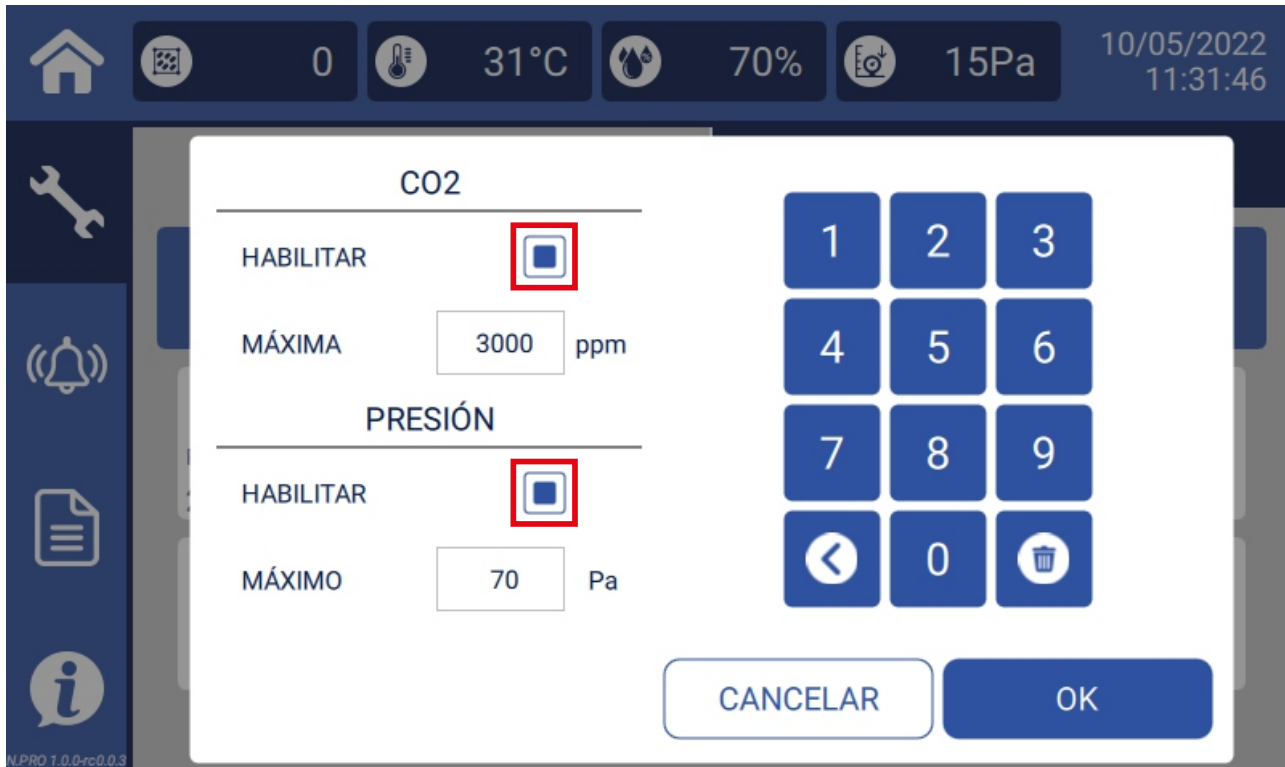 0
31°C
70%
15Pa
10/05/2022
11:31:46
CO2
HABILITAR
MÁXIMA 3000 ppm
PRESIÓN
HABILITAR
MÁXIMO 70 Pa
1 2 3
4 5 6
7 8 9
0
CANCELAR OK
N.PRO 1.0.0-rc0.0.3